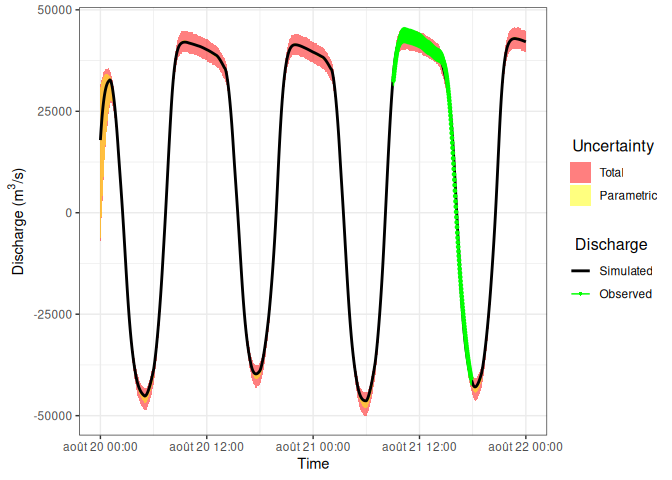 50000
25000
0
-25000
-50000
Discharge (m³/s)
août 20 00:00 août 20 12:00 août 21 00:00 août 21 12:00 août 22 00:00
Time
Uncertainty
Total
Parametric
Discharge
Simulated
Observed